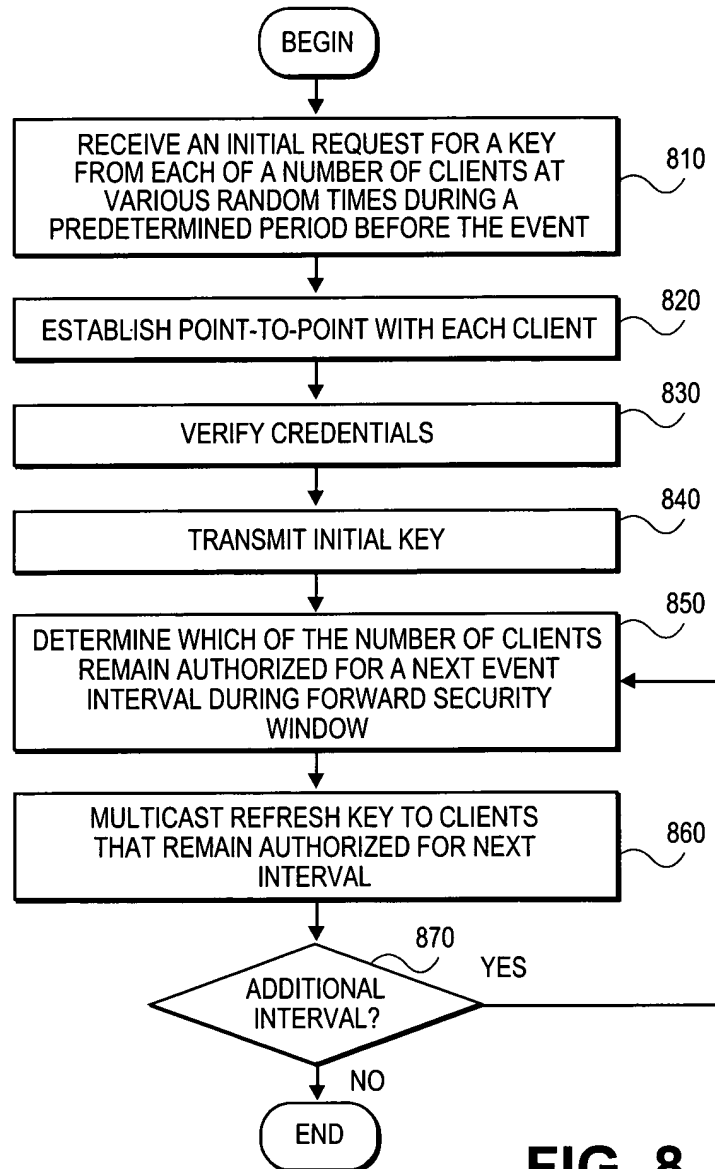 BEGIN
RECEIVE AN INITIAL REQUEST FOR A KEY
FROM EACH OF A NUMBER OF CLIENTS AT
VARIOUS RANDOM TIMES DURING A
PREDETERMINED PERIOD BEFORE THE EVENT
810
ESTABLISH POINT-TO-POINT WITH EACH CLIENT
820
VERIFY CREDENTIALS
830
TRANSMIT INITIAL KEY
840
DETERMINE WHICH OF THE NUMBER OF CLIENTS
REMAIN AUTHORIZED FOR A NEXT EVENT
INTERVAL DURING FORWARD SECURITY
WINDOW
850
MULTICAST REFRESH KEY TO CLIENTS
THAT REMAIN AUTHORIZED FOR NEXT
INTERVAL
860
870
ADDITIONAL
INTERVAL?
YES
NO
END
FIG. 8